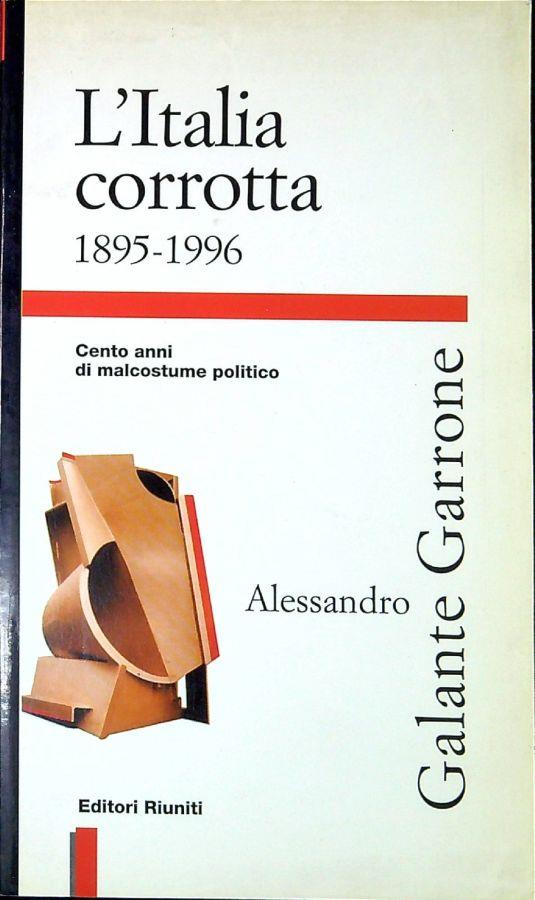 L'Italia
corrotta
1895-1996
Cento anni
di malcostume politico
Alessandro
Galante Garrone
Editori Riuniti